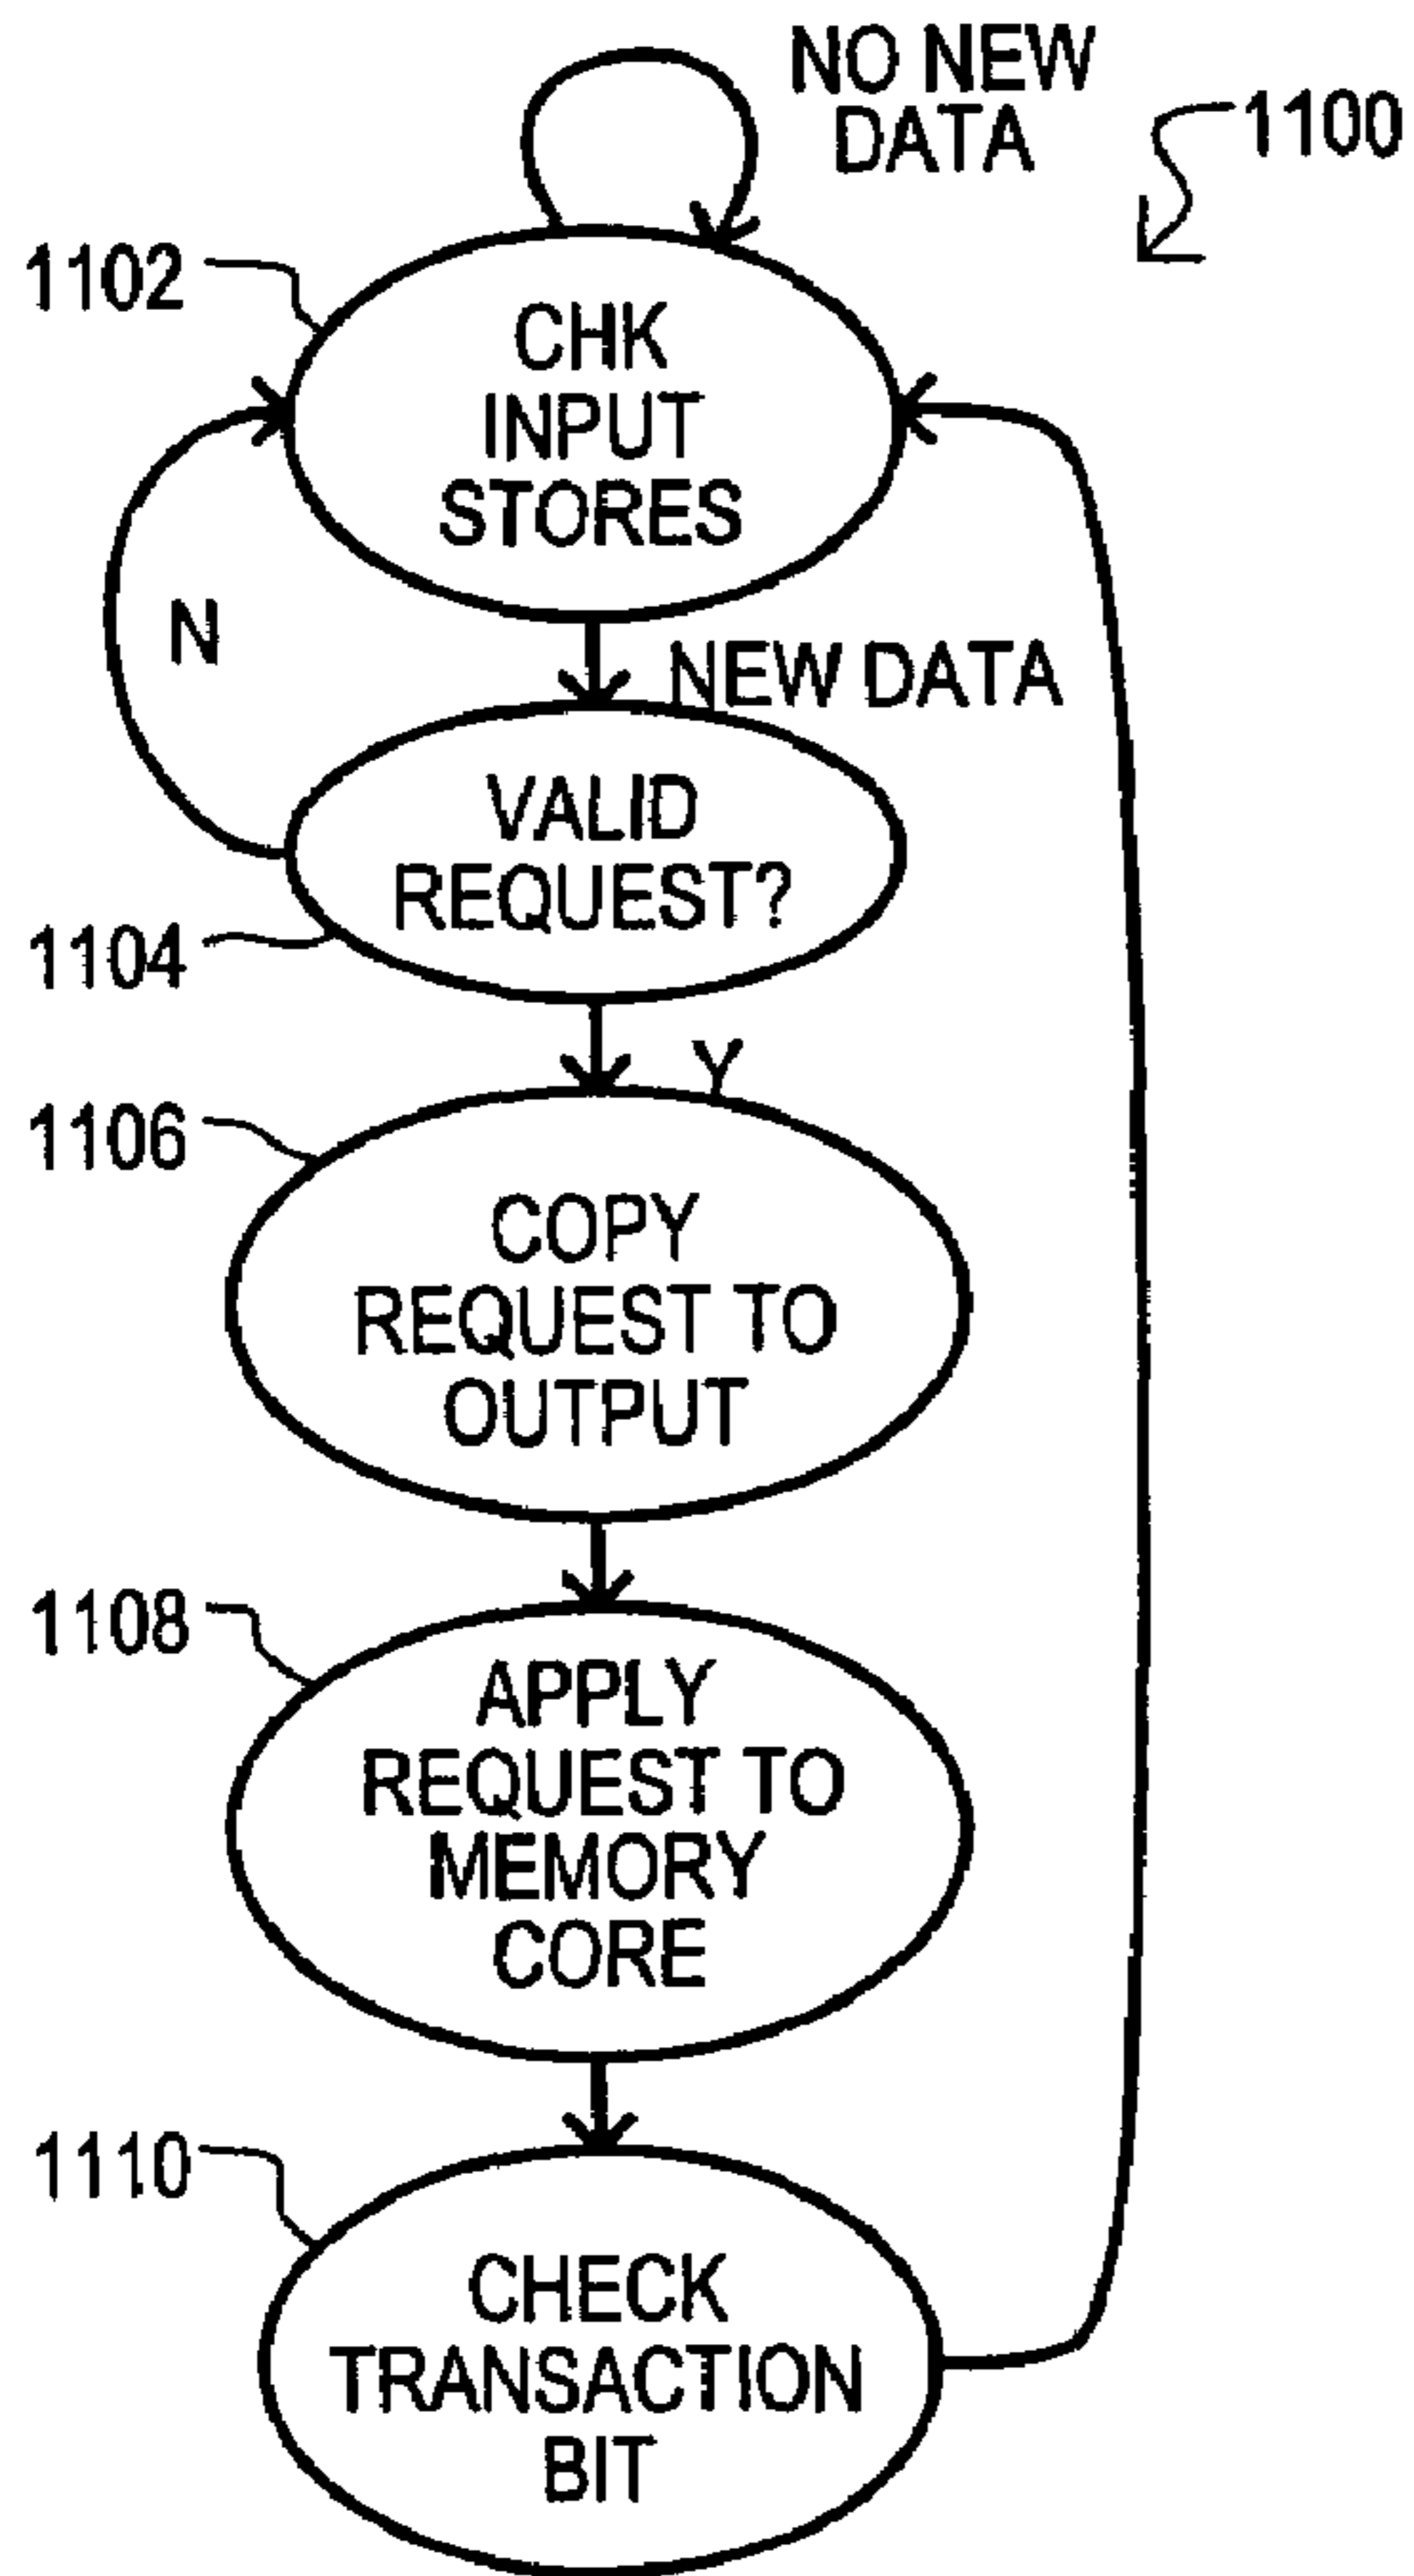 NO NEW
DATA
1100
1102
CHK
INPUT
STORES
N
NEW DATA
VALID
REQUEST?
1104
Y
1106
COPY
REQUEST TO
OUTPUT
1108
APPLY
REQUEST TO
MEMORY
CORE
1110
CHECK
TRANSACTION
BIT